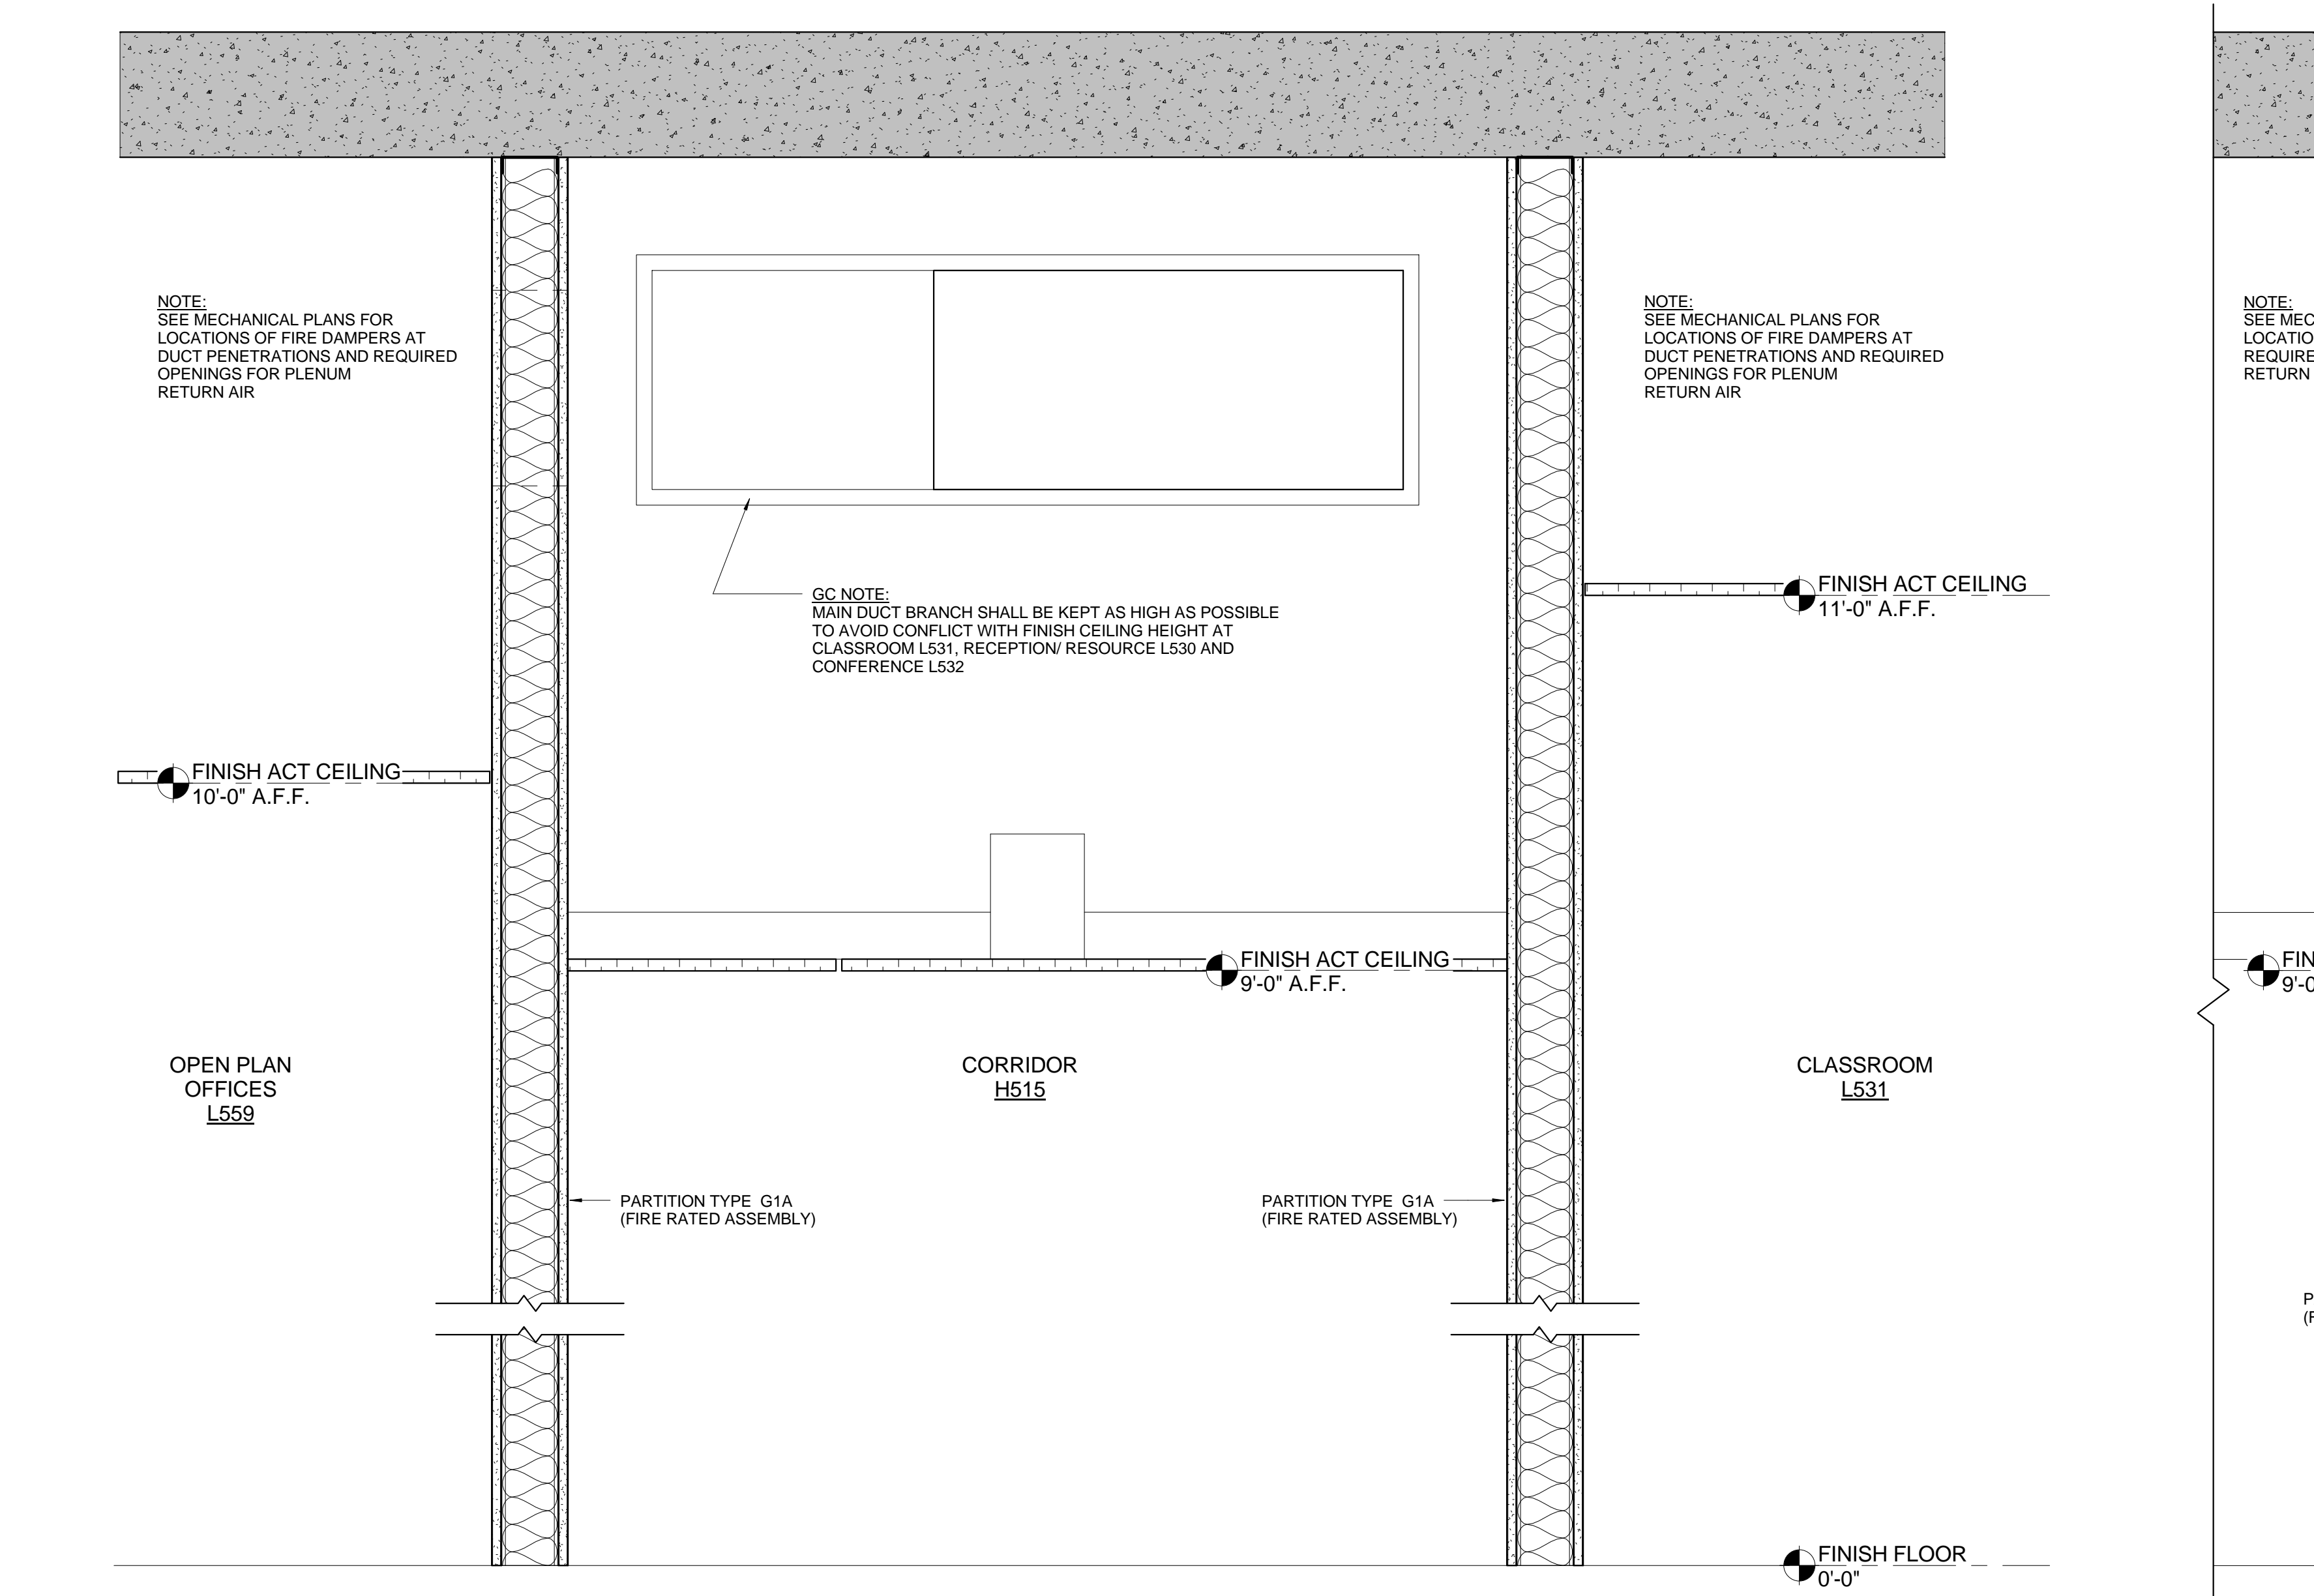 NOTE:
SEE MECHANICAL PLANS FOR
LOCATIONS OF FIRE DAMPERS AT
DUCT PENETRATIONS AND REQUIRED
OPENINGS FOR PLENUM
RETURN AIR
NOTE:
SEE MECHANICAL PLANS FOR
LOCATIONS OF FIRE DAMPERS AT
DUCT PENETRATIONS AND REQUIRED
OPENINGS FOR PLENUM
RETURN AIR
NOTE:
SEE MEC
LOCATIO
REQUIRE
RETURN
GC NOTE:
MAIN DUCT BRANCH SHALL BE KEPT AS HIGH AS POSSIBLE
TO AVOID CONFLICT WITH FINISH CEILING HEIGHT AT
CLASSROOM L531, RECEPTION/ RESOURCE L530 AND
CONFERENCE L532
FINISH ACT CEILING
11'-0" A.F.F.
FINISH ACT CEILING
10'-0" A.F.F.
FINISH ACT CEILING
9'-0" A.F.F.
FIN
9'-0
OPEN PLAN
OFFICES
L559
CORRIDOR
H515
CLASSROOM
L531
PARTITION TYPE G1A
(FIRE RATED ASSEMBLY)
PARTITION TYPE G1A
(FIRE RATED ASSEMBLY)
P
(F
FINISH FLOOR
0'-0"